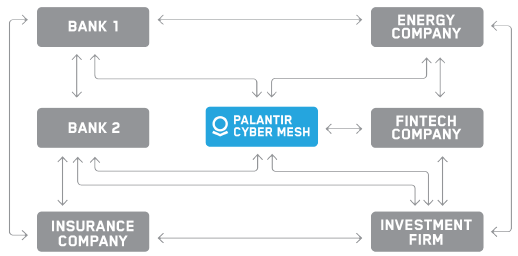 BANK 1
ENERGY
COMPANY
BANK 2
PALANTIR
CYBER MESH
FINTECH
COMPANY
INSURANCE
COMPANY
INVESTMENT
FIRM